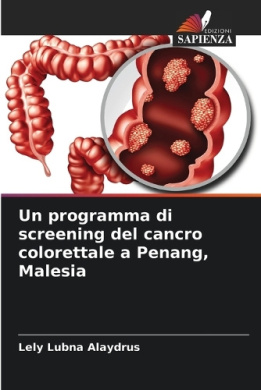 EDIZIONI
SAPIENZA
Un programma di
screening del cancro
colorettale a Penang,
Malesia
Lely Lubna Alaydrus